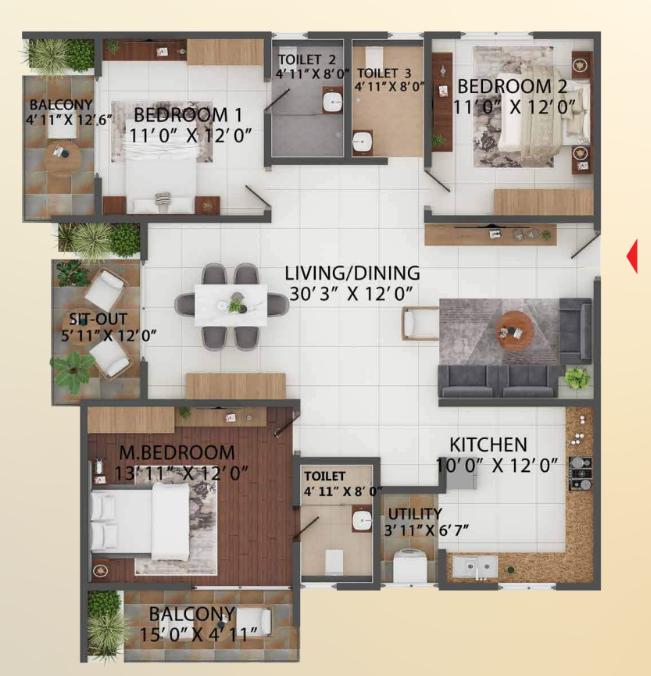 TOILET 2
4' 11" X 8' 0"
TOILET 3
4' 11" X 8' 0"
BEDROOM 2
11' 0" X 12' 0"
BALCONY
4' 11" X 12' 6"
BEDROOM 1
11' 0" X 12' 0"
LIVING/DINING
30' 3" X 12' 0"
SIT-OUT
5' 11" X 12' 0"
M.BEDROOM
13' 11" X 12' 0"
KITCHEN
10' 0" X 12' 0"
TOILET
4' 11" X 8' 0"
UTILITY
3' 11" X 6' 7"
BALCONY
15' 0" X 4' 11"